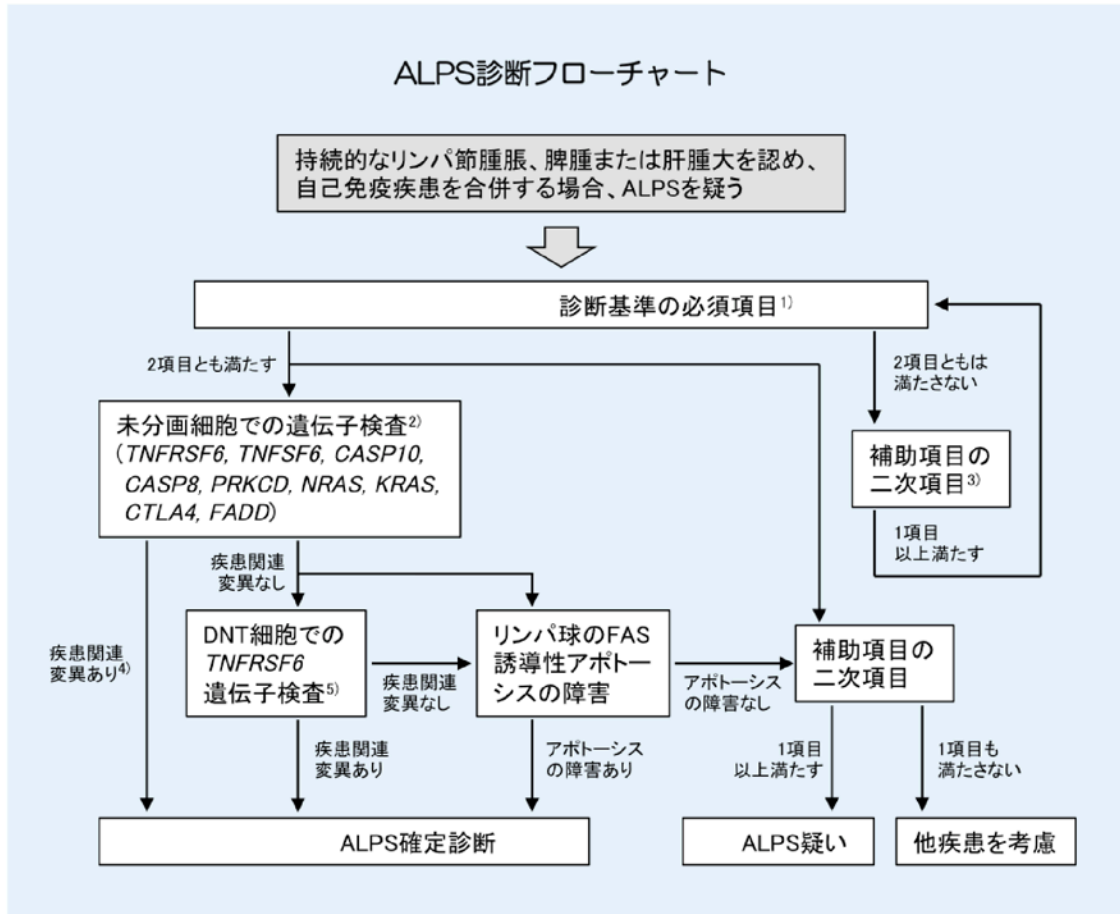 ALPS診断フローチャート
持続的なリンパ節腫脹、脾腫または肝腫大を認め、
自己免疫疾患を合併する場合、ALPSを疑う
診断基準の必須項目1)
2項目とも満たす
2項目ともは
満たさない
未分画細胞での遺伝子検査2)
（TNFRSF6, TNFSF6, CASP10,
CASP8, PRKCD, NRAS, KRAS,
CTLA4, FADD）
補助項目の
二次項目3)
1項目
以上満たす
疾患関連
変異なし
疾患関連
変異あり4)
DNT細胞での
TNFRSF6
遺伝子検査5)
疾患関連
変異なし
リンパ球のFAS
誘導性アポトー
シスの障害
アポトーシス
の障害なし
補助項目の
二次項目
疾患関連
変異あり
アポトーシス
の障害あり
1項目
以上満たす
1項目も
満たさない
ALPS確定診断
ALPS疑い
他疾患を考慮